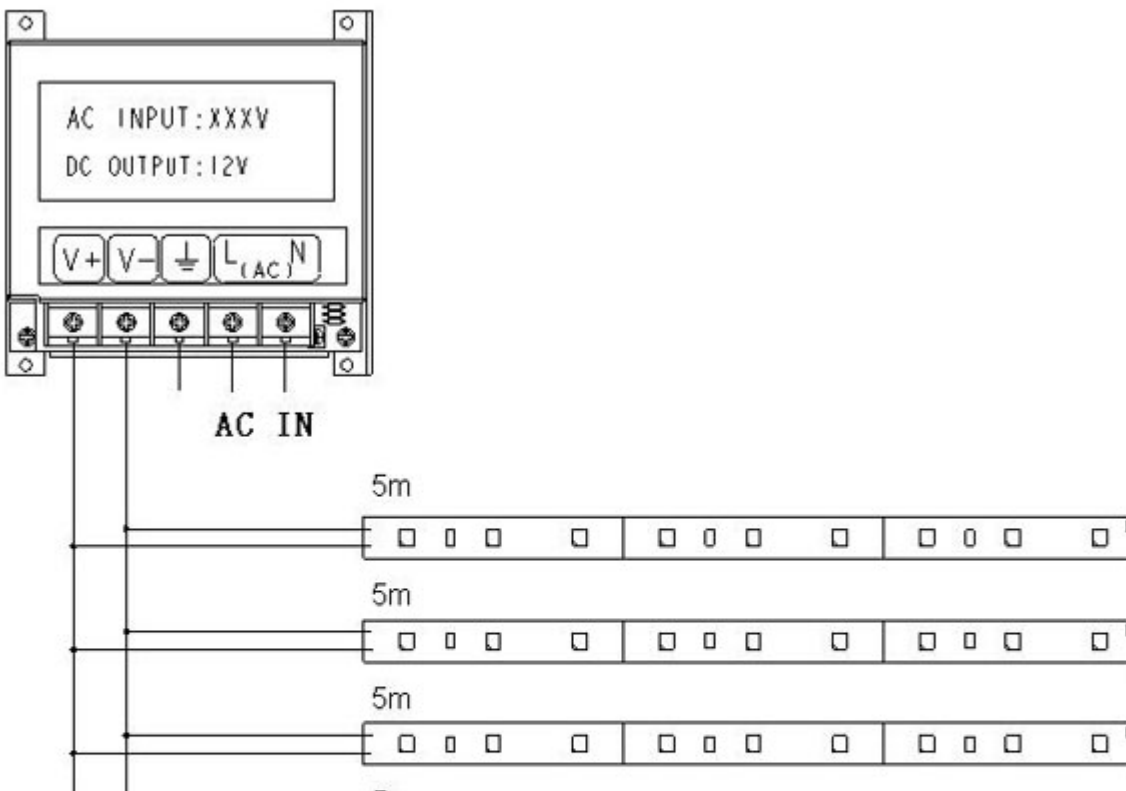 AC INPUT:XXXV
DC OUTPUT:12V
V+ V- L(AC)N
AC IN
5m
5m
5m